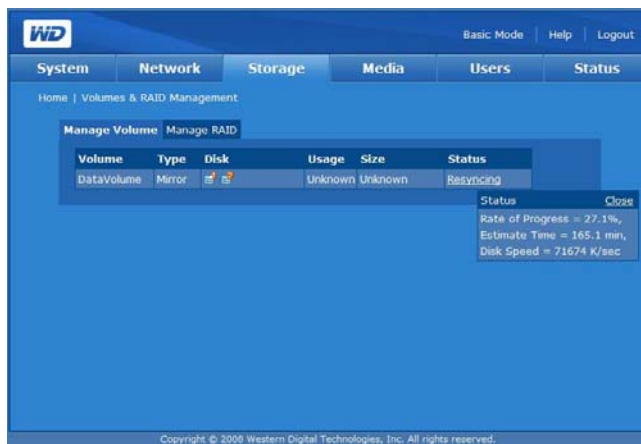 WD
Basic Mode | Help | Logout
System Network Storage Media Users Status
Home | Volumes & RAID Management
Manage Volume Manage RAID
Volume Type Disk Usage Size Status
DataVolume Mirror Unknown Unknown Resyncing
Status Close
Rate of Progress = 27.1%,
Estimate Time = 165.1 min,
Disk Speed = 71674 K/sec
Copyright © 2008 Western Digital Technologies, Inc. All rights reserved.